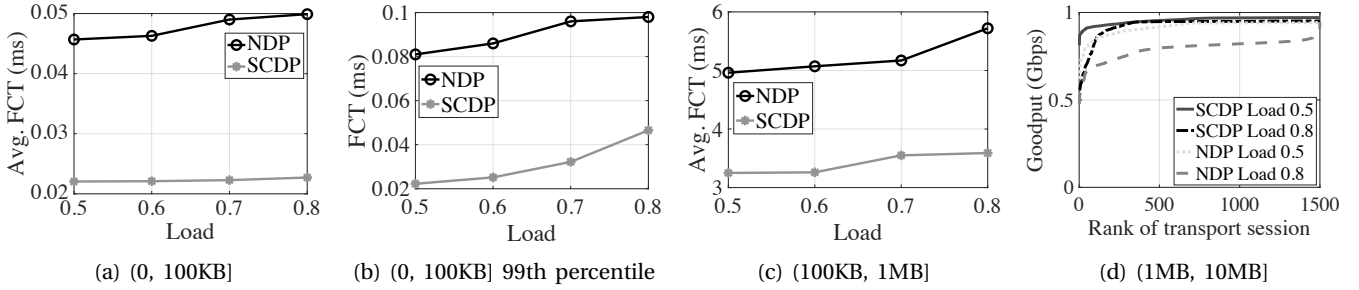 0.05
0.04
0.03
0.02
Avg. FCT (ms)
NDP
SCDP
0.5 0.6 0.7 0.8
Load
(a) (0, 100KB]
0.1
0.08
0.06
0.04
0.02
FCT (ms)
NDP
SCDP
0.5 0.6 0.7 0.8
Load
(b) (0, 100KB] 99th percentile
6
5
4
3
Avg. FCT (ms)
NDP
SCDP
0.5 0.6 0.7 0.8
Load
(c) (100KB, 1MB]
1
0.5
0
Goodput (Gbps)
SCDP Load 0.5
SCDP Load 0.8
NDP Load 0.5
NDP Load 0.8
0 500 1000 1500
Rank of transport session
(d) (1MB, 10MB]